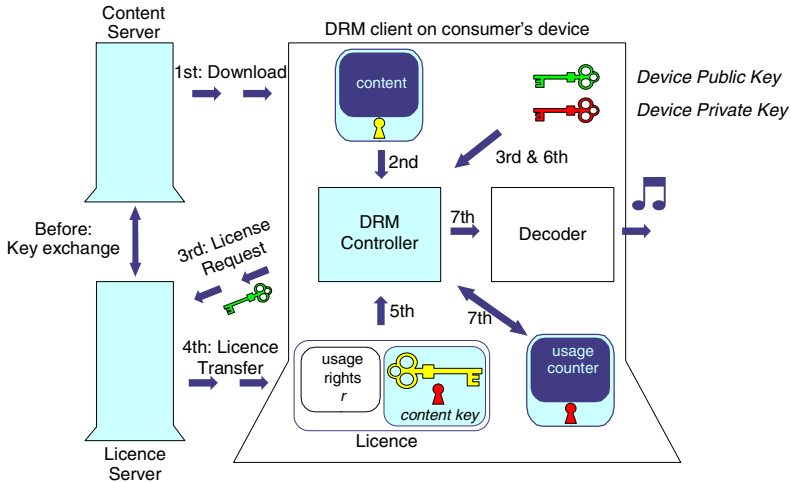 Content
Server
DRM client on consumer's device
1st: Download
content
Device Public Key
Device Private Key
2nd
3rd & 6th
DRM
Controller
7th
Decoder
Before:
Key exchange
3rd: License
Request
5th
7th
4th: Licence
Transfer
usage
rights
r
content key
usage
counter
Licence
Licence
Server